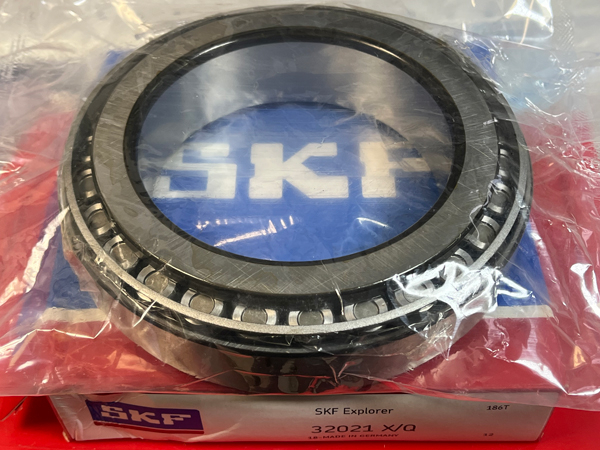 SKF
SKF
SKF Explorer
186T
32021 X/Q
MADE IN GERMANY